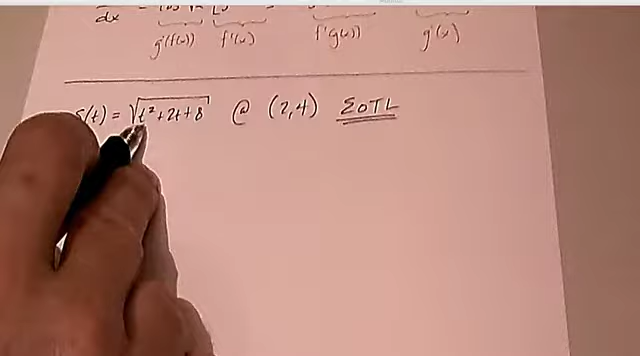 dx =
g'(f(x)) f'(x) f'(g(x)) g'(x)
S(t) = √t²+2t+8 @ (2,4) EOTL